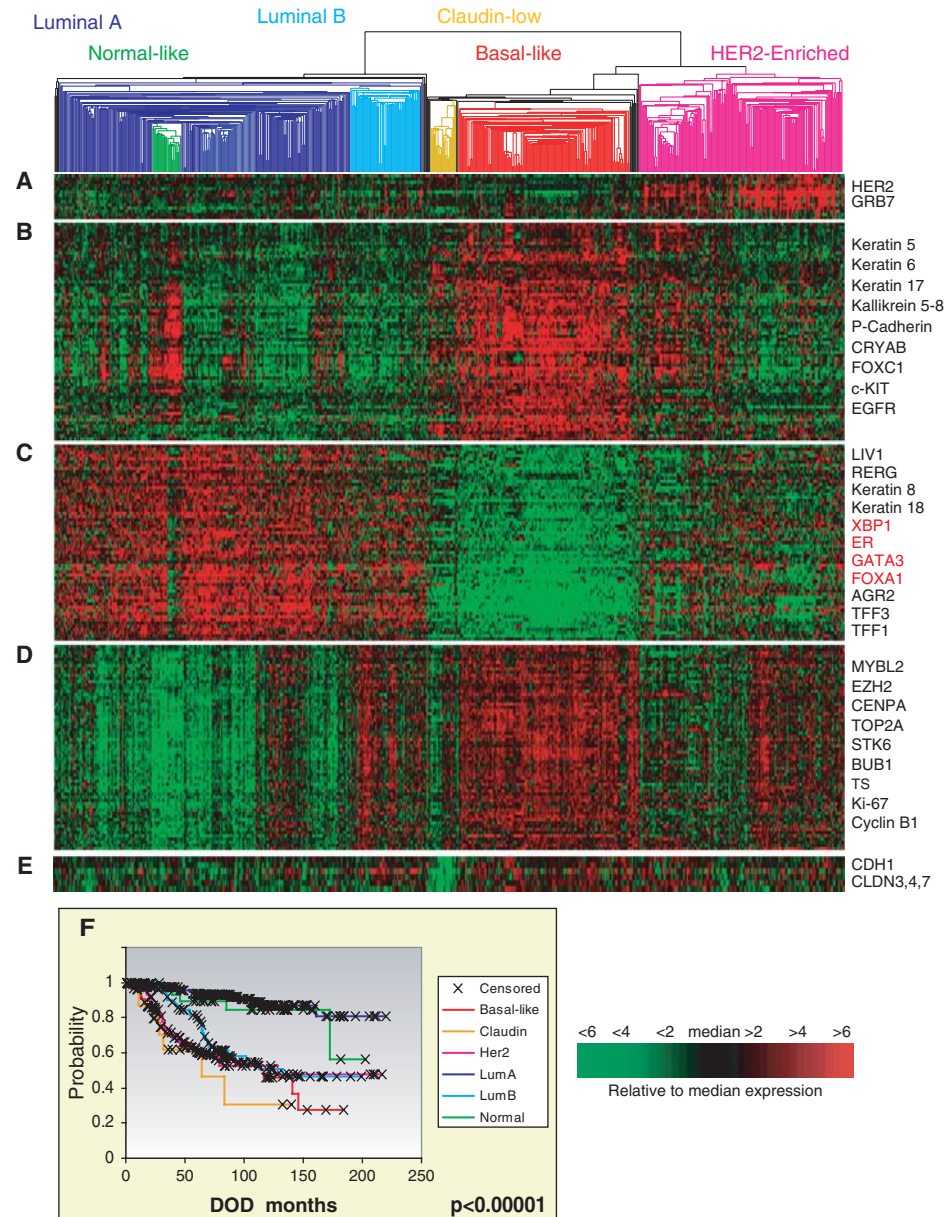 Luminal A
Luminal B
Claudin-low
Normal-like
Basal-like
HER2-Enriched
A
HER2
GRB7
B
Keratin 5
Keratin 6
Keratin 17
Kallikrein 5-8
P-Cadherin
CRYAB
FOXC1
c-KIT
EGFR
C
LIV1
RERG
Keratin 8
Keratin 18
XBP1
ER
GATA3
FOXA1
AGR2
TFF3
TFF1
D
MYBL2
EZH2
CENPA
TOP2A
STK6
BUB1
TS
Ki-67
Cyclin B1
E
CDH1
CLDN3,4,7
F
Probability
1
0.8
0.6
0.4
0.2
0
0 50 100 150 200 250
DOD months
p<0.00001
Censored
Basal-like
Claudin
Her2
LumA
LumB
Normal
<6 <4 <2 median >2 >4 >6
Relative to median expression